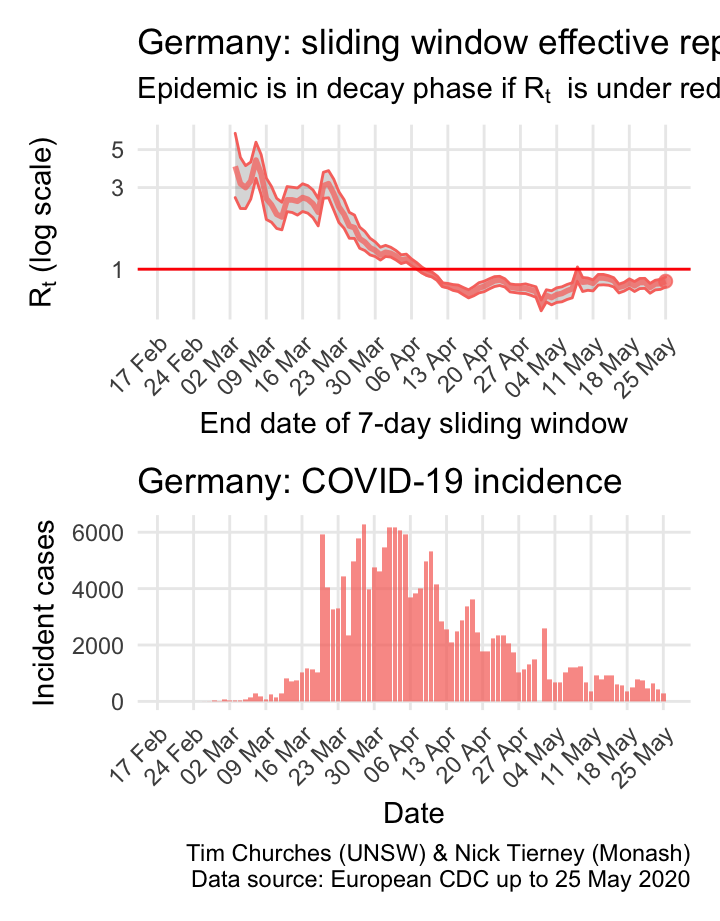 Germany: sliding window effective rep
Epidemic is in decay phase if Rt is under red
Rt (log scale)
5
3
1
17 Feb
24 Feb
02 Mar
09 Mar
16 Mar
23 Mar
30 Mar
06 Apr
13 Apr
20 Apr
27 Apr
04 May
11 May
18 May
25 May
End date of 7-day sliding window
Germany: COVID-19 incidence
Incident cases
6000
4000
2000
0
17 Feb
24 Feb
02 Mar
09 Mar
16 Mar
23 Mar
30 Mar
06 Apr
13 Apr
20 Apr
27 Apr
04 May
11 May
18 May
25 May
Date
Tim Churches (UNSW) & Nick Tierney (Monash)
Data source: European CDC up to 25 May 2020